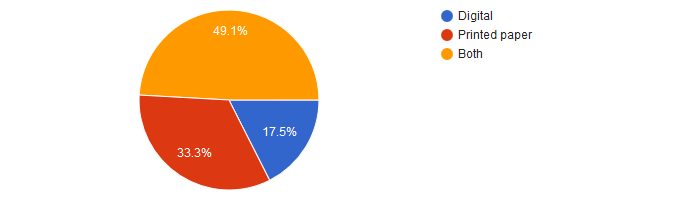 49.1%
17.5%
33.3%
Digital
Printed paper
Both